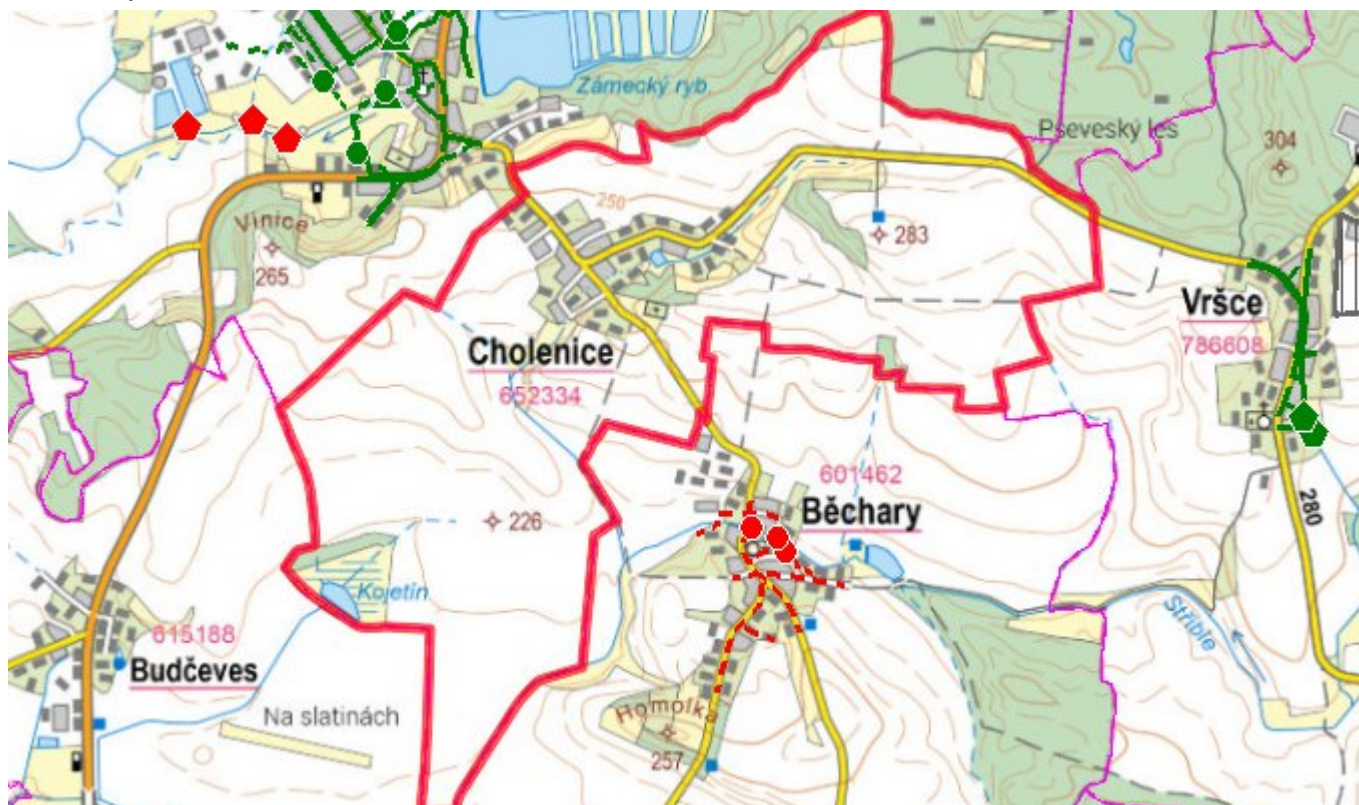 Zámecký ryb.
Pševeský les
304
Vinice
265
250
283
Vršce
786608
Cholenice
652334
601462
Běchary
226
280
Kojetín
Stříble
615188
Budčeves
Na slatinách
Homolka
257